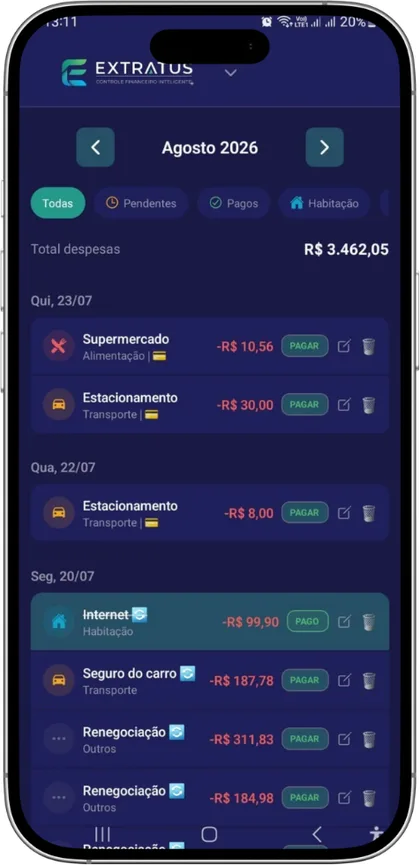 13:11 Vo) LTE1 20%
EXTRATUS
CONTROLE FINANCEIRO INTELIGENTE
Agosto 2026
Todas Pendentes Pagos Habitação
Total despesas R$ 3.462,05
Qui, 23/07
Supermercado -R$ 10,56 PAGAR
Alimentação |
Estacionamento -R$ 30,00 PAGAR
Transporte |
Qua, 22/07
Estacionamento -R$ 8,00 PAGAR
Transporte |
Seg, 20/07
Internet -R$ 99,90 PAGO
Habitação
Seguro do carro -R$ 187,78 PAGAR
Transporte
Renegociação -R$ 311,83 PAGAR
Outros
Renegociação -R$ 184,98 PAGAR
Outros
Renegociação